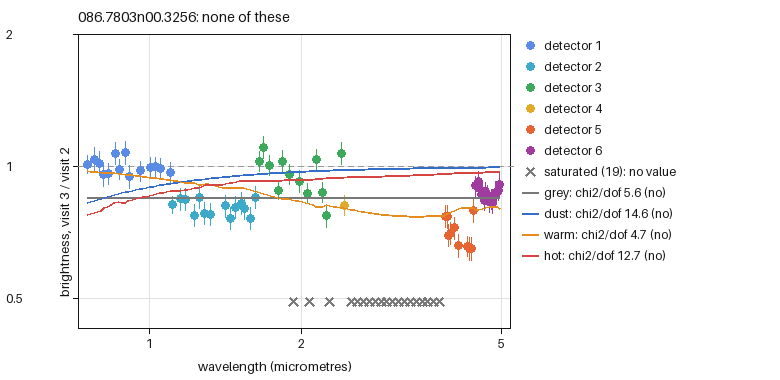 086.7803n00.3256: none of these
2
1
0.5
brightness, visit 3 / visit 2
1
2
5
wavelength (micrometres)
detector 1
detector 2
detector 3
detector 4
detector 5
detector 6
saturated (19): no value
grey: chi2/dof 5.6 (no)
dust: chi2/dof 14.6 (no)
warm: chi2/dof 4.7 (no)
hot: chi2/dof 12.7 (no)